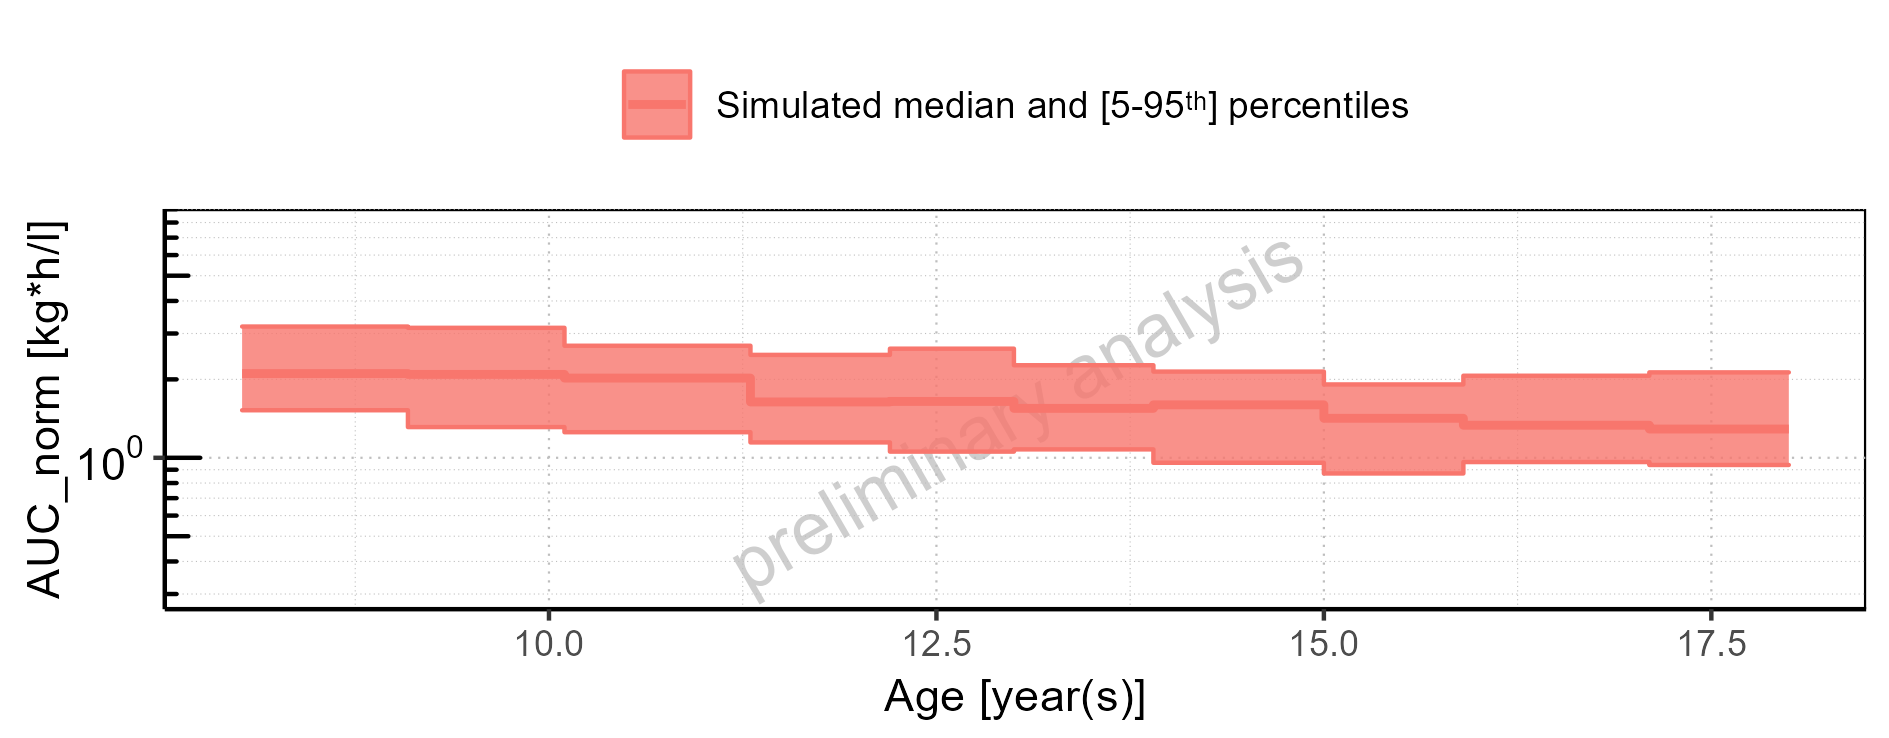 Simulated median and [5-95th] percentiles
AUC_norm [kg*h/l]
10^0
preliminary analysis
10.0 12.5 15.0 17.5
Age [year(s)]